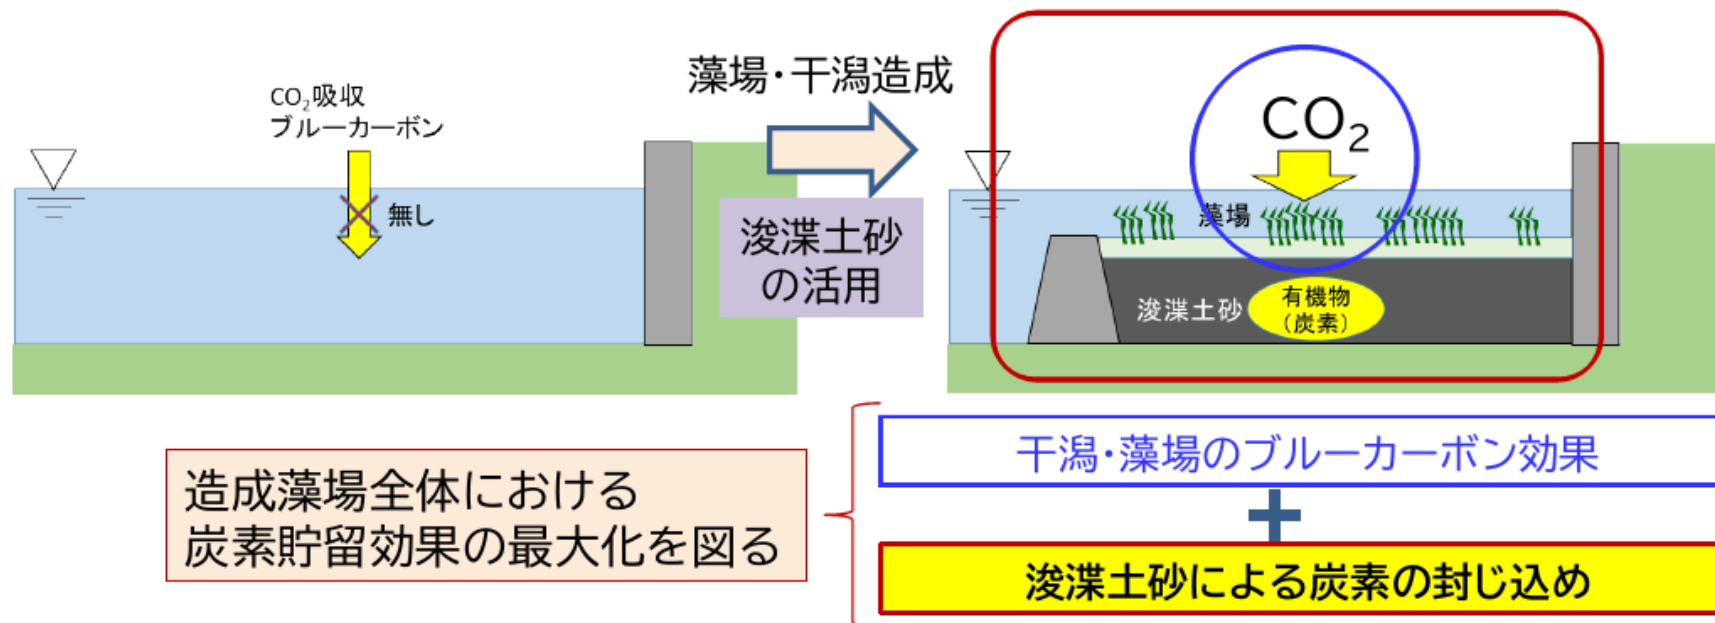 CO₂吸収
ブルーカーボン
無し
藻場・干潟造成
浚渫土砂
の活用
CO₂
藻場
浚渫土砂
有機物
(炭素)
造成藻場全体における
炭素貯留効果の最大化を図る
干潟・藻場のブルーカーボン効果
+
浚渫土砂による炭素の封じ込め